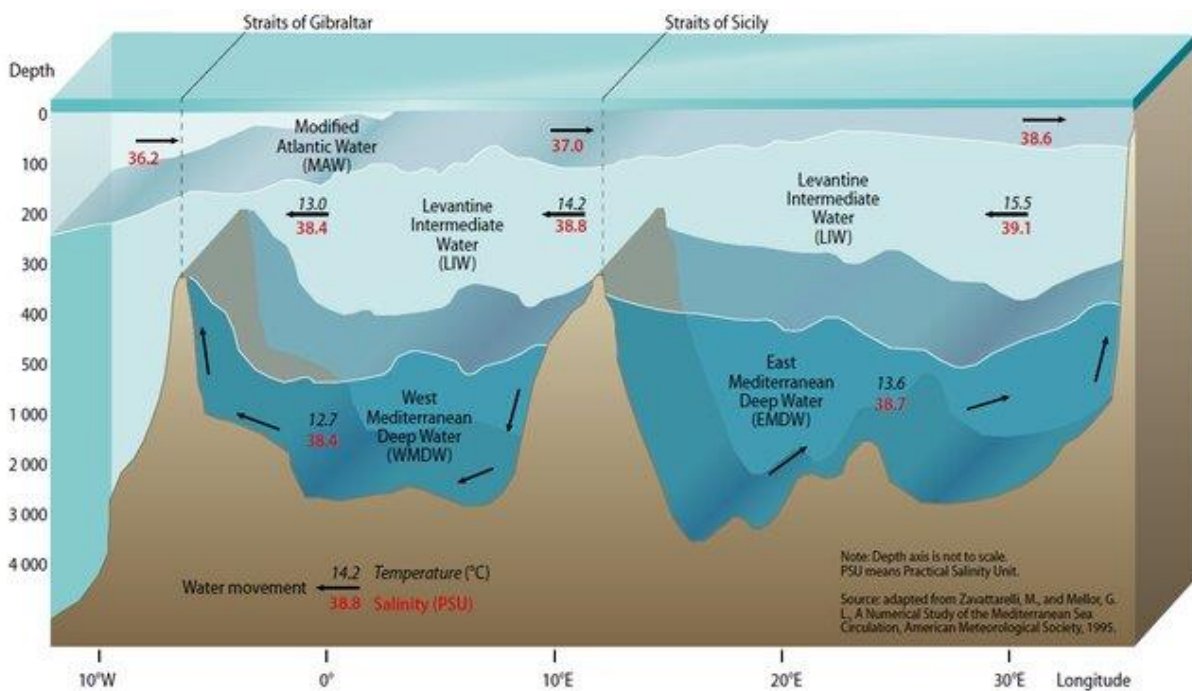 Straits of Gibraltar
Straits of Sicily
Depth
0
100
200
300
400
500
1 000
2 000
3 000
4 000
36.2
Modified
Atlantic Water
(MAW)
37.0
38.6
13.0
38.4
Levantine
Intermediate
Water
(LIW)
14.2
38.8
Levantine
Intermediate
Water
(LIW)
15.5
39.1
12.7
38.4
West
Mediterranean
Deep Water
(WMDW)
East
Mediterranean
Deep Water
(EMDW)
13.6
38.7
Water movement
14.2 Temperature (°C)
38.8 Salinity (PSU)
Note: Depth axis is not to scale.
PSU means Practical Salinity Unit.
Source: adapted from Zavattarelli, M., and Mellor, G.
L., A Numerical Study of the Mediterranean Sea
Circulation, American Meteorological Society, 1995.
10°W
0°
10°E
20°E
30°E
Longitude